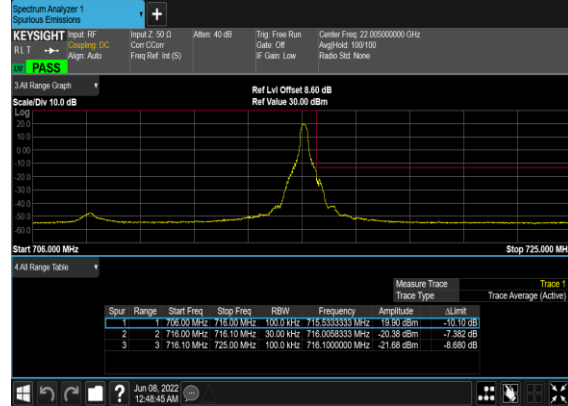 Spectrum Analyzer 1
Spurious Emissions
+
KEYSIGHT Input: RF Input Z: 50 Ω Atten: 40 dB Trig: Free Run Center Freq: 22.005000000 GHz
RLT Coupling: DC Corr CCorr Gate: Off Avg|Hold: 100/100
Align: Auto Freq Ref: Int (S) IF Gain: Low Radio Std: None
PASS
3 All Range Graph
Ref Lvl Offset 8.60 dB
Scale/Div 10.0 dB Ref Value 30.00 dBm
Log
20.0
10.0
0.00
-10.0
-20.0
-30.0
-40.0
-50.0
-60.0
Start 706.000 MHz Stop 725.000 MH
4 All Range Table
Measure Trace Trace 1
Trace Type Trace Average (Active)
Spur Range Start Freq Stop Freq RBW Frequency Amplitude ΔLimit
1 1 706.00 MHz 716.00 MHz 100.0 kHz 715.5333333 MHz 19.90 dBm -10.10 dB
2 2 716.00 MHz 716.10 MHz 30.00 kHz 716.0058333 MHz -20.38 dBm -7.382 dB
3 3 716.10 MHz 725.00 MHz 100.0 kHz 716.1000000 MHz -21.68 dBm -8.680 dB
? Jun 08, 2022
12:48:45 AM